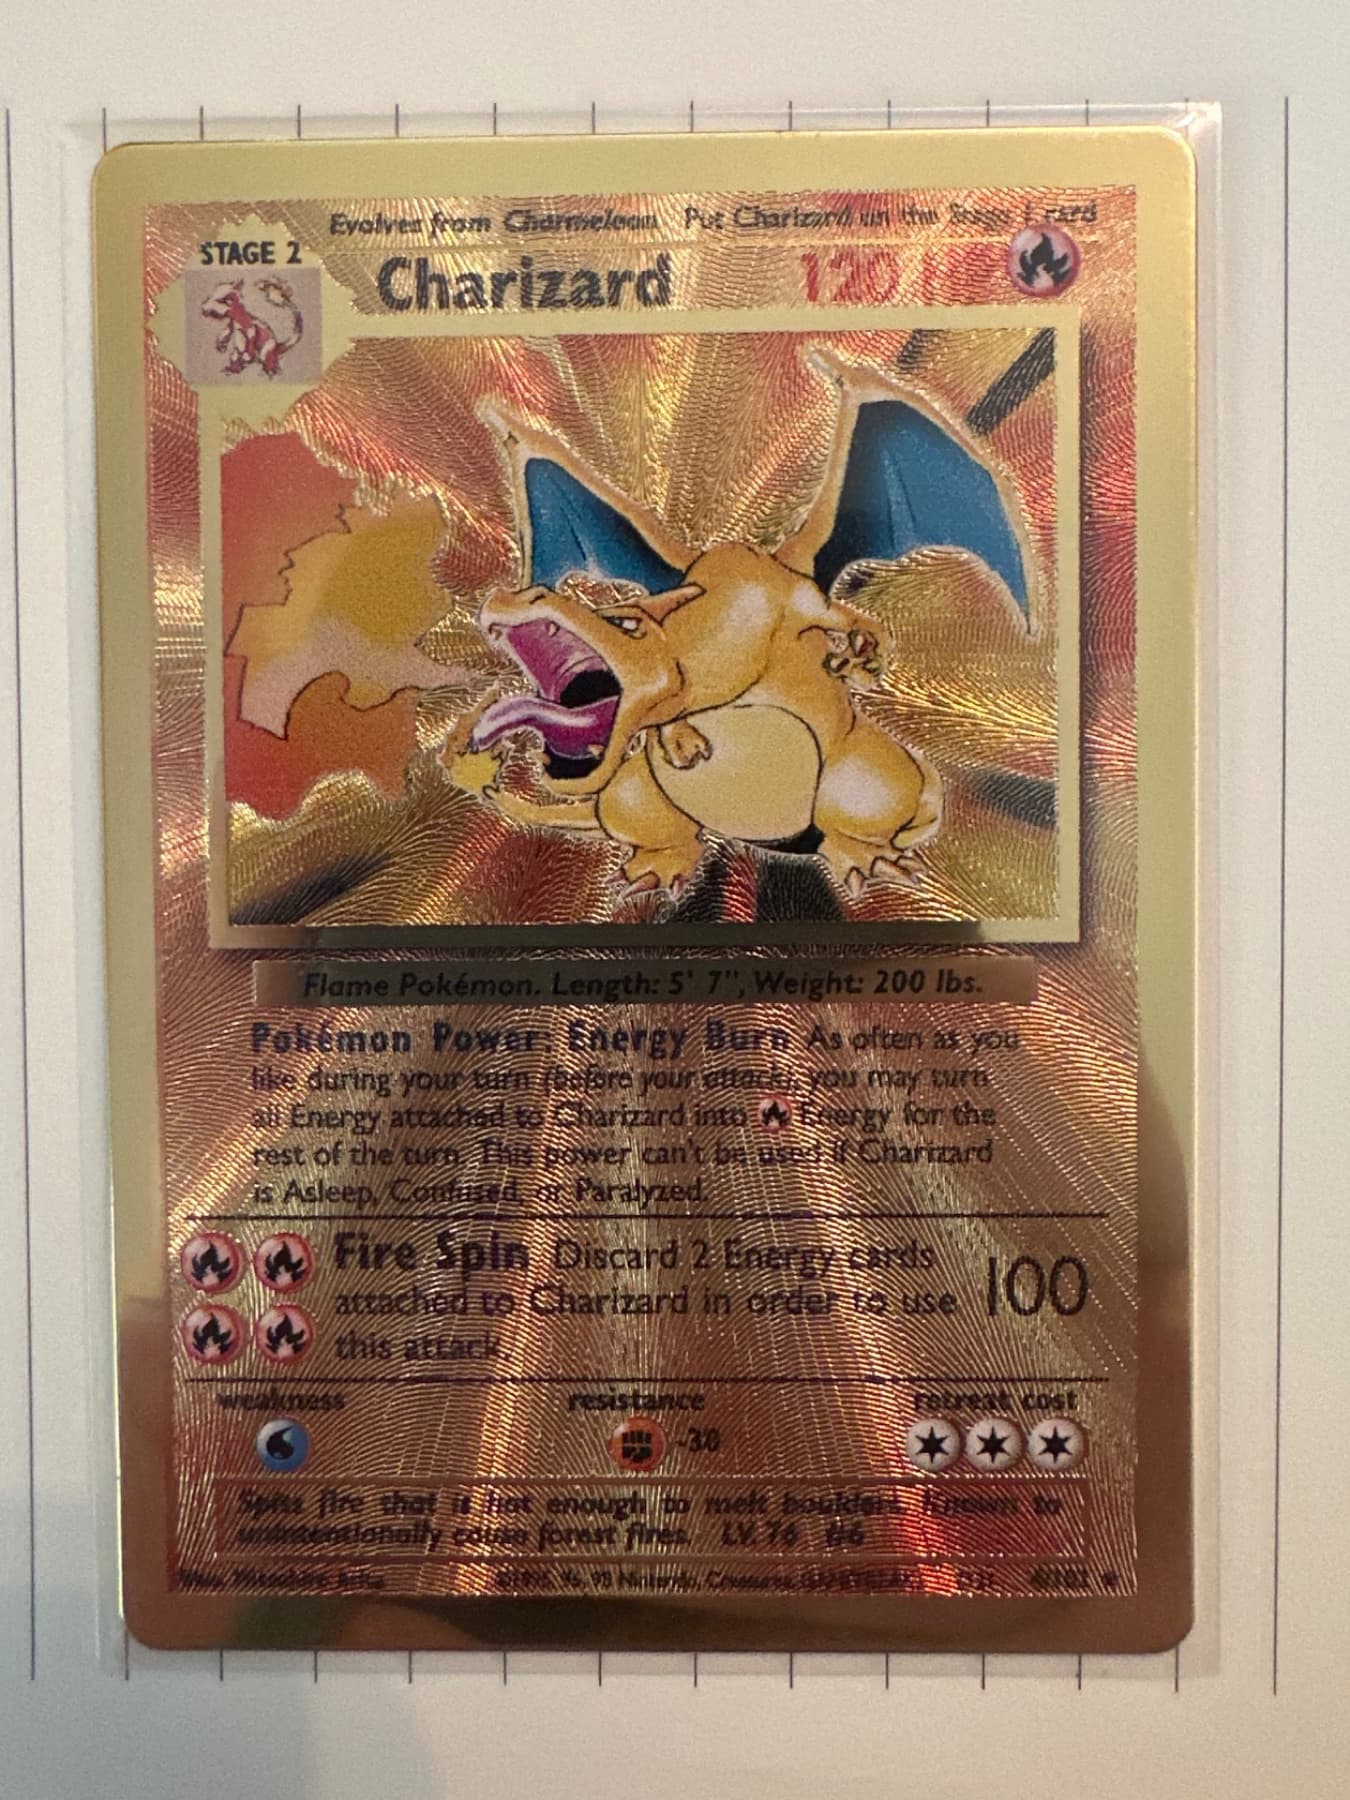 Evolves from Charmeleon Put Charizard on the Stage 1 card
STAGE 2
Charizard 120
Flame Pokémon. Length: 5' 7", Weight: 200 lbs.
Pokémon Power: Energy Burn As often as you
like during your turn (before your attack), you may turn
all Energy attached to Charizard into Energy for the
rest of the turn. This power can't be used if Charizard
is Asleep, Confused, or Paralyzed.
Fire Spin Discard 2 Energy cards
attached to Charizard in order to use
this attack.
100
weakness resistance retreat cost
-30
Spits fire that is hot enough to melt boulders. Known to
unintentionally cause forest fires. LV. 76 #6
Nintendo, Creatures,